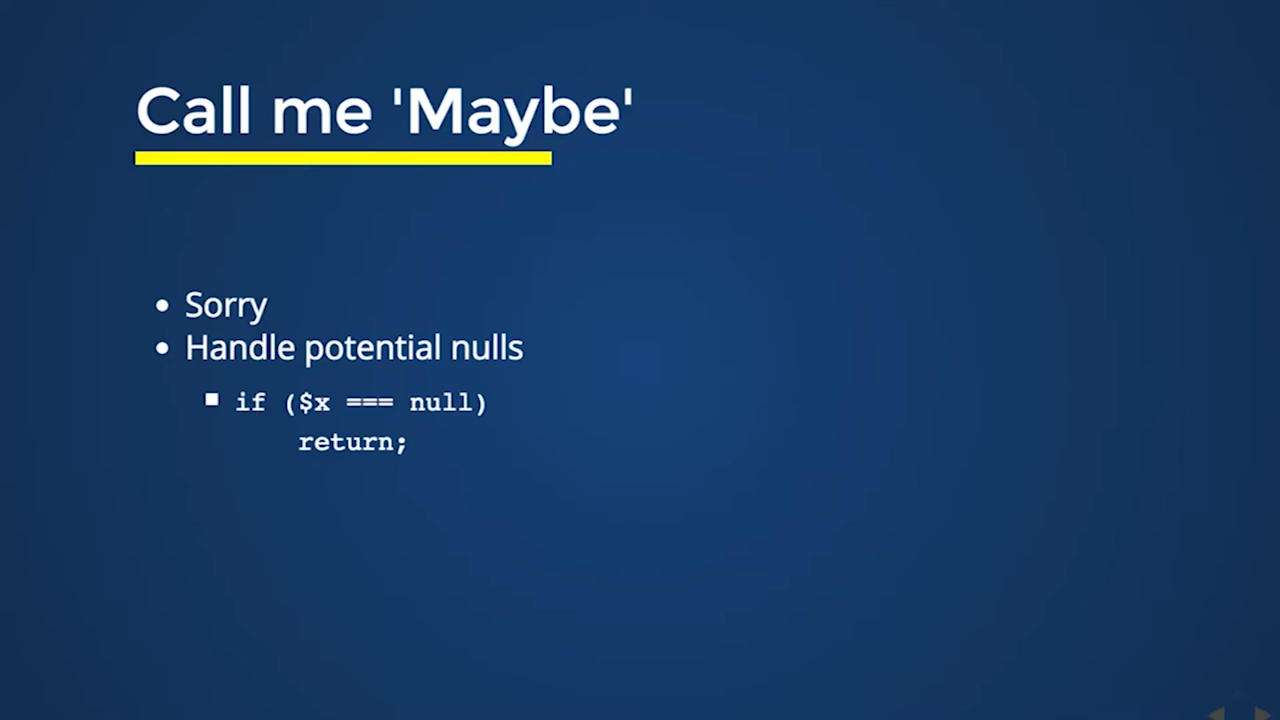 Call me 'Maybe'
Sorry
Handle potential nulls
if ($x === null)
return;